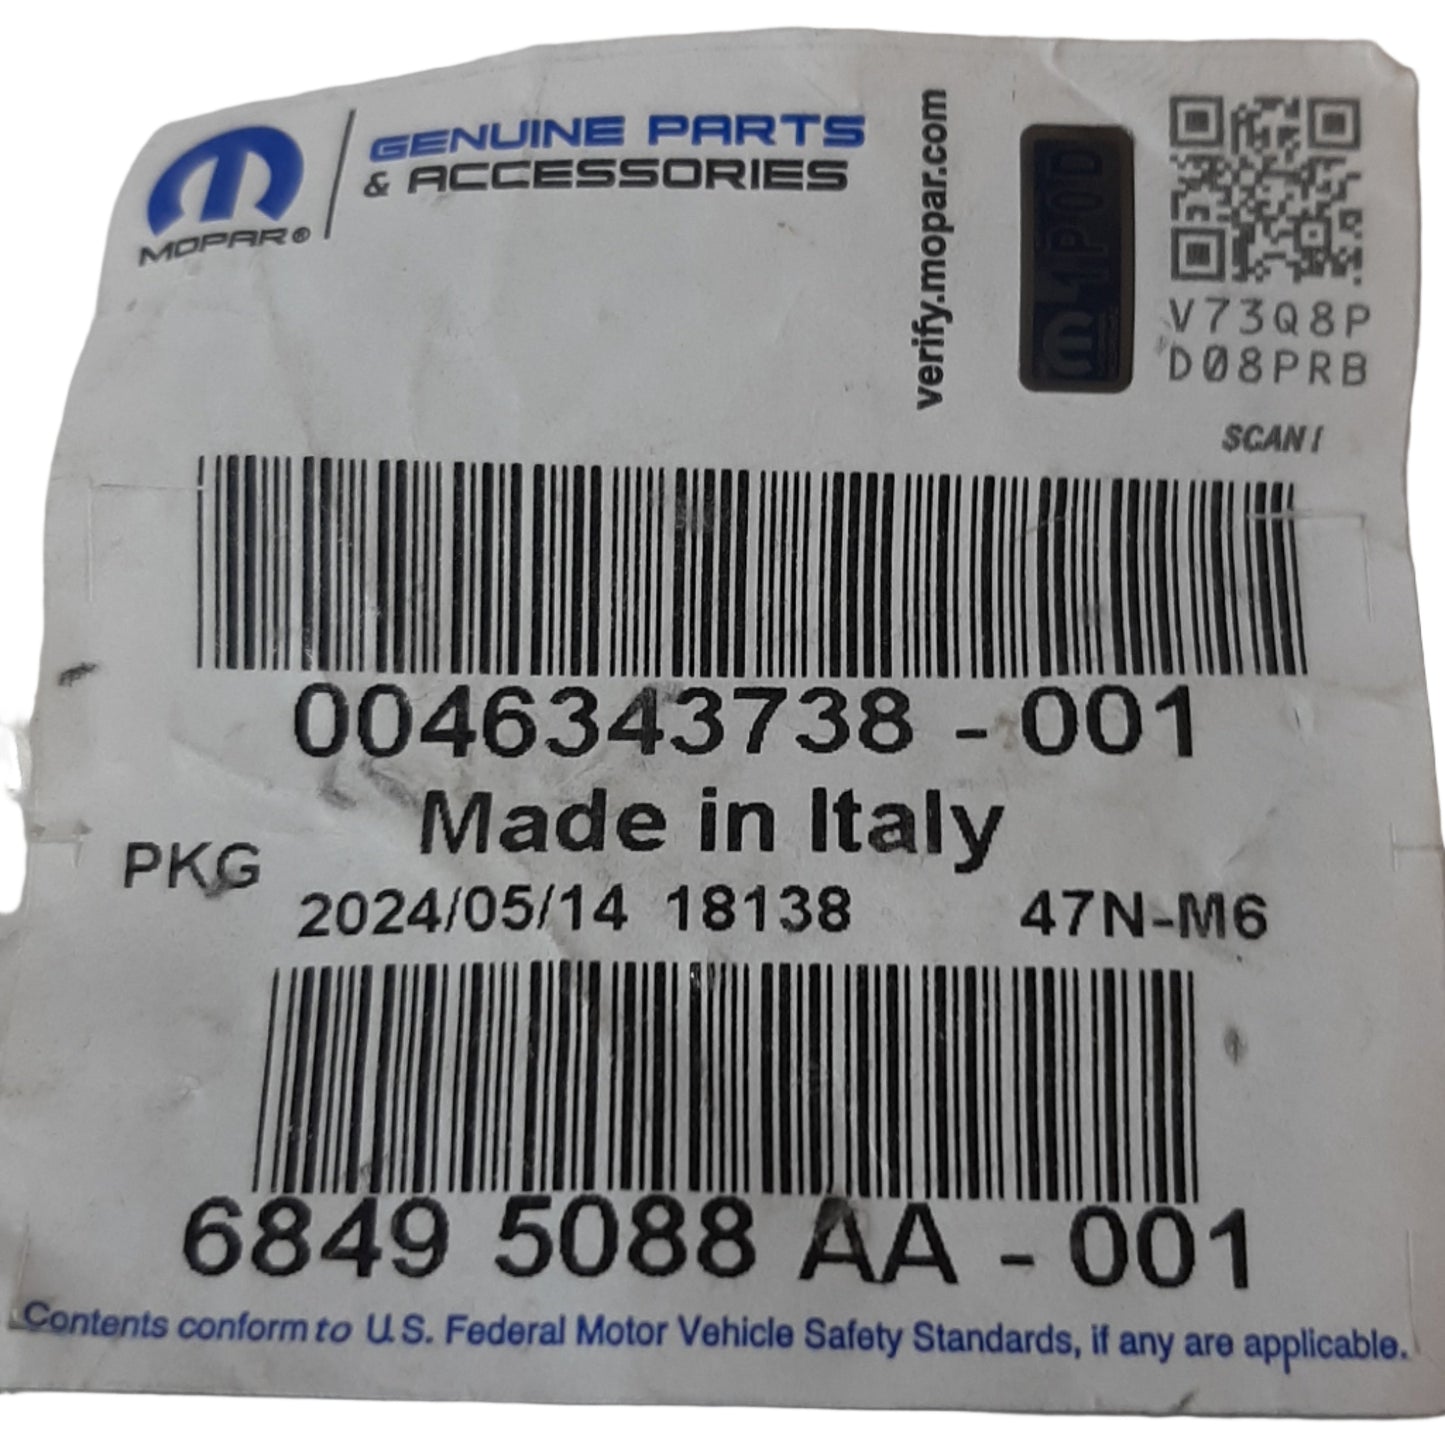 MOPAR®
GENUINE PARTS
& ACCESSORIES
verify.mopar.com
1P0D
V73Q8P
D08PRB
SCAN !
0046343738 - 001
Made in Italy
PKG
2024/05/14 18138 47N-M6
6849 5088 AA - 001
Contents conform to U.S. Federal Motor Vehicle Safety Standards, if any are applicable.